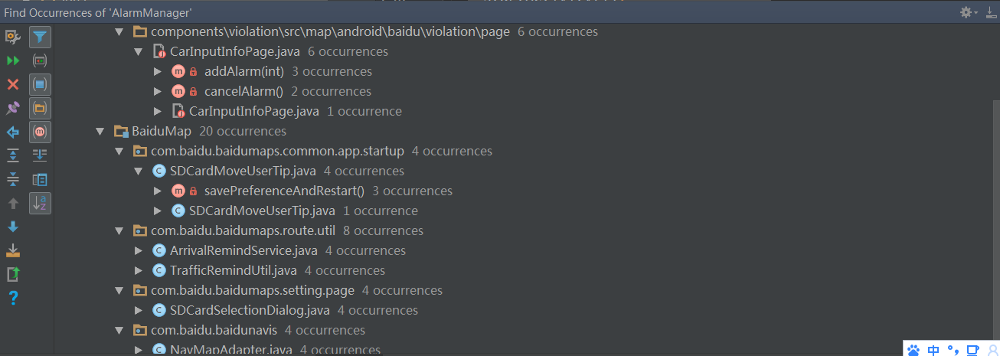 Find Occurrences of 'AlarmManager'
components\violation\src\map\android\baidu\violation\page 6 occurrences
CarInputInfoPage.java 6 occurrences
addAlarm(int) 3 occurrences
cancelAlarm() 2 occurrences
CarInputInfoPage.java 1 occurrence
BaiduMap 20 occurrences
com.baidu.baidumaps.common.app.startup 4 occurrences
SDCardMoveUserTip.java 4 occurrences
savePreferenceAndRestart() 3 occurrences
SDCardMoveUserTip.java 1 occurrence
com.baidu.baidumaps.route.util 8 occurrences
ArrivalRemindService.java 4 occurrences
TrafficRemindUtil.java 4 occurrences
com.baidu.baidumaps.setting.page 4 occurrences
SDCardSelectionDialog.java 4 occurrences
com.baidu.baidunavis 4 occurrences
NavMapAdapter.java 4 occurrences
中